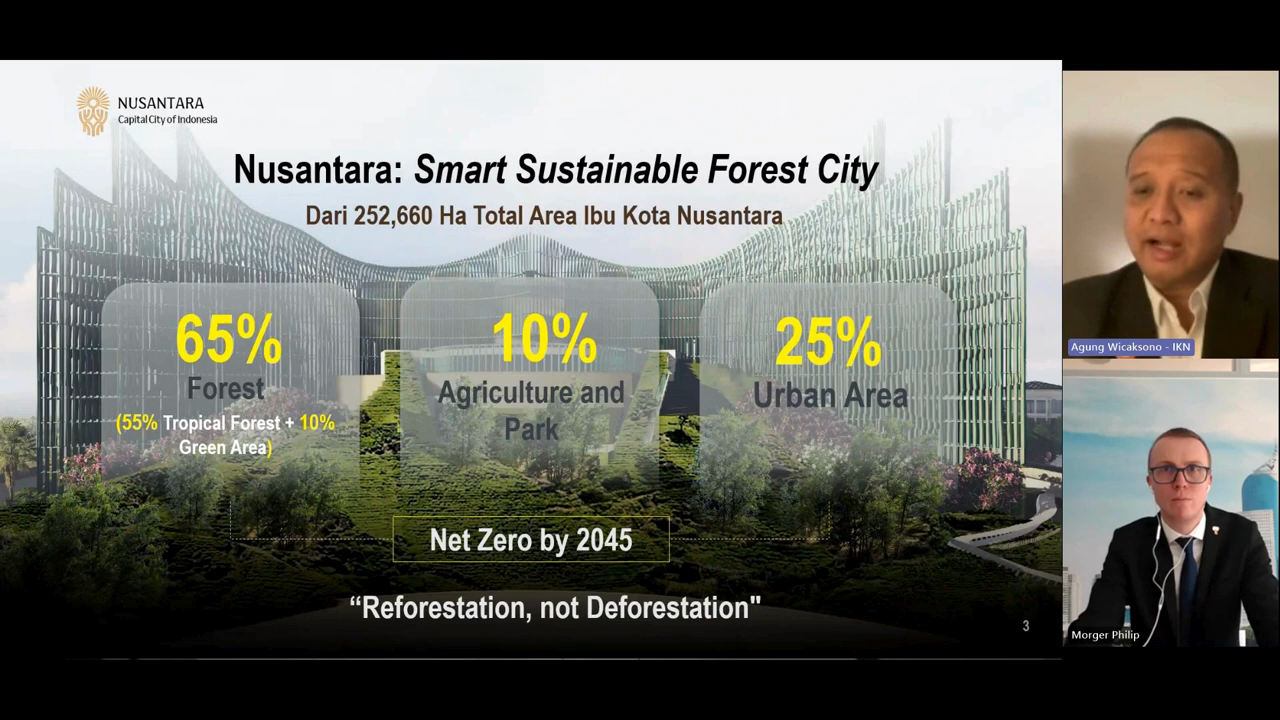 NUSANTARA
Capital City of Indonesia
Nusantara: Smart Sustainable Forest City
Dari 252,660 Ha Total Area Ibu Kota Nusantara
65%
Forest
(55% Tropical Forest + 10%
Green Area)
10%
Agriculture and
Park
25%
Urban Area
Net Zero by 2045
“Reforestation, not Deforestation"
3
Agung Wicaksono - IKN
Morger Philip